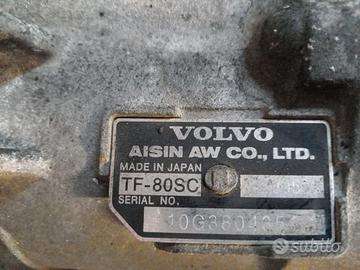 VOLVO
AISIN AW CO., LTD.
MADE IN JAPAN
TF-80SC
SERIAL NO.
subito